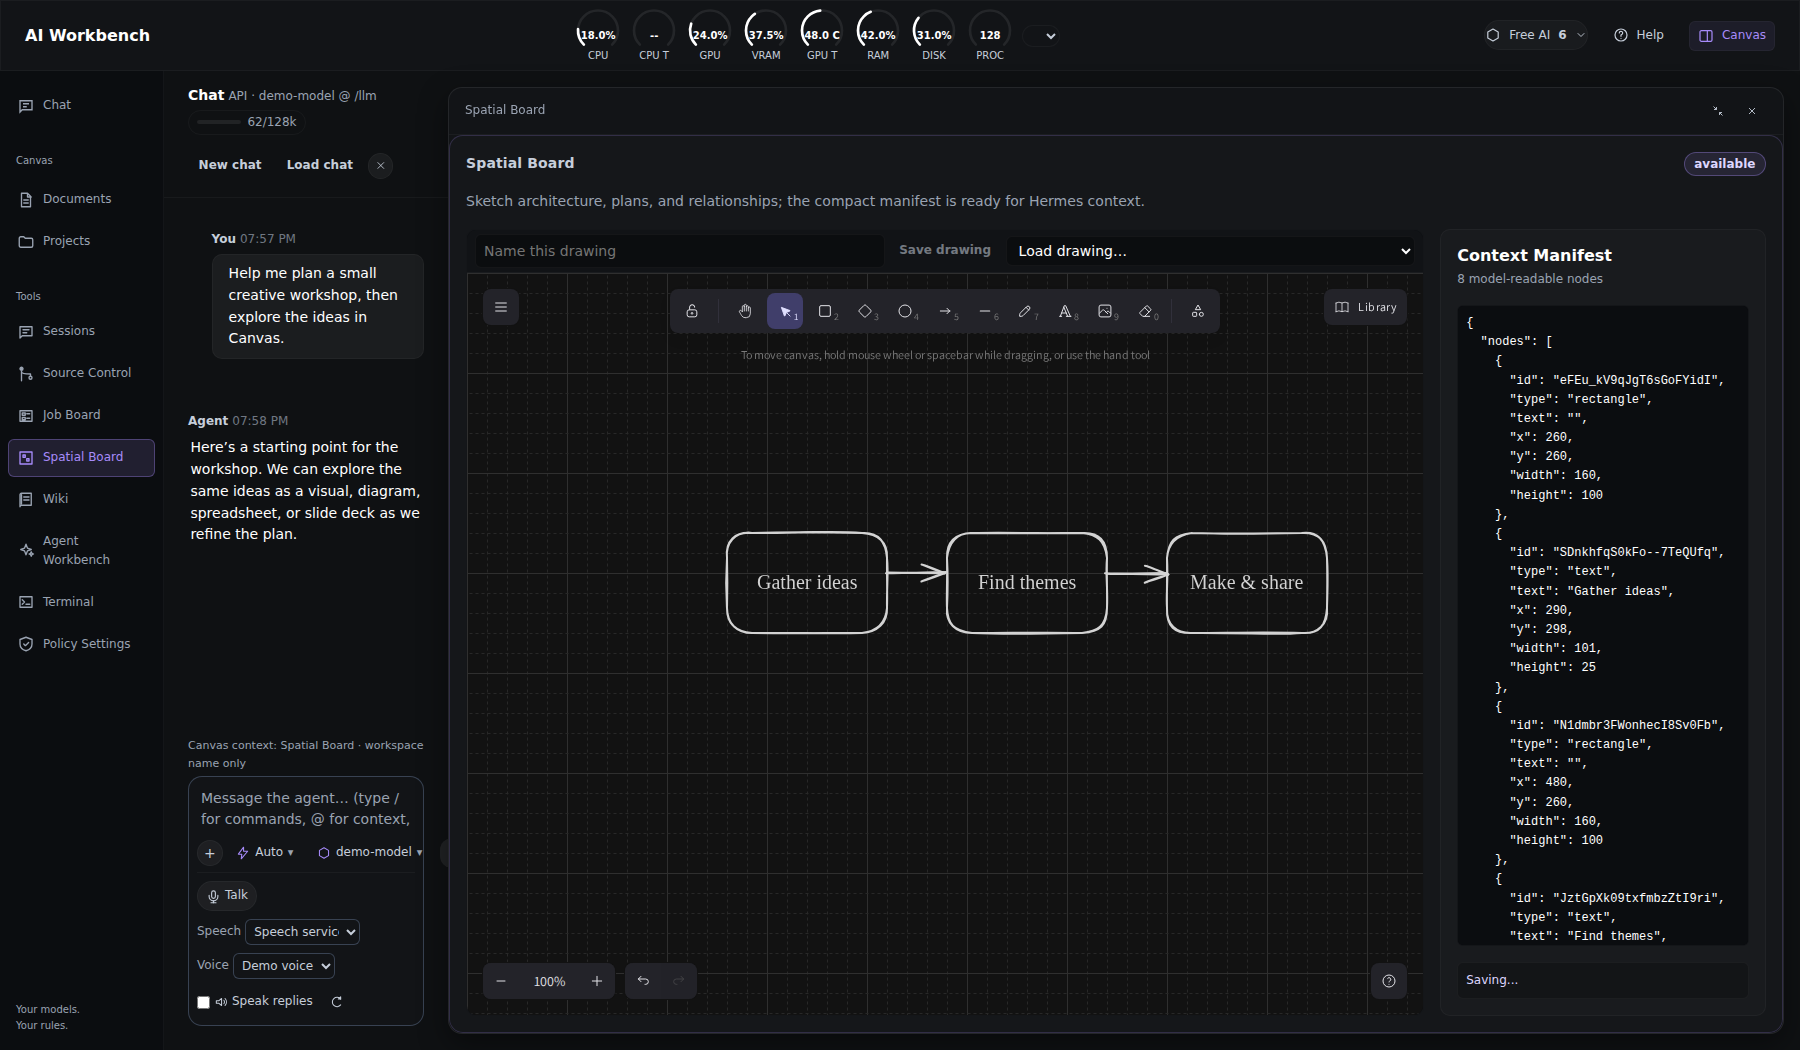 AI Workbench
18.0% -- 24.0% 37.5% 48.0 C 42.0% 31.0% 128
CPU CPU T GPU VRAM GPU T RAM DISK PROC
Free AI 6
Help
Canvas
Chat
Canvas
Documents
Projects
Tools
Sessions
Source Control
Job Board
Spatial Board
Wiki
Agent
Workbench
Terminal
Policy Settings
Your models.
Your rules.
Chat API · demo-model @ /llm
62/128k
New chat Load chat
You 07:57 PM
Help me plan a small
creative workshop, then
explore the ideas in
Canvas.
Agent 07:58 PM
Here’s a starting point for the
workshop. We can explore the
same ideas as a visual, diagram,
spreadsheet, or slide deck as we
refine the plan.
Canvas context: Spatial Board · workspace
name only
Message the agent... (type /
for commands, @ for context,
Auto demo-model
Talk
Speech Speech servic
Voice Demo voice
Speak replies
Spatial Board
Spatial Board
available
Sketch architecture, plans, and relationships; the compact manifest is ready for Hermes context.
Name this drawing
Save drawing
Load drawing...
1 2 3 4 5 6 7 8 9 0
Library
To move canvas, hold mouse wheel or spacebar while dragging, or use the hand tool
Gather ideas
Find themes
Make & share
100%
Context Manifest
8 model-readable nodes
{
"nodes": [
{
"id": "eFEu_kV9qJgT6sGoFYidI",
"type": "rectangle",
"text": "",
"x": 260,
"y": 260,
"width": 160,
"height": 100
},
{
"id": "SDnkhfqS0kFo--7TeQUfq",
"type": "text",
"text": "Gather ideas",
"x": 290,
"y": 298,
"width": 101,
"height": 25
},
{
"id": "N1dmbr3FWonhecI8Sv0Fb",
"type": "rectangle",
"text": "",
"x": 480,
"y": 260,
"width": 160,
"height": 100
},
{
"id": "JztGpXk09txfmbzZtI9ri",
"type": "text",
"text": "Find themes",
Saving...